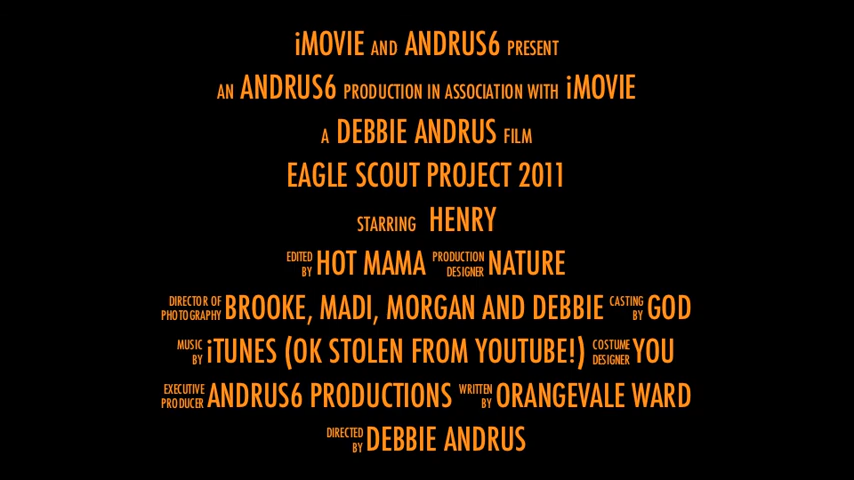 iMOVIE AND ANDRUS6 PRESENT
AN ANDRUS6 PRODUCTION IN ASSOCIATION WITH iMOVIE
A DEBBIE ANDRUS FILM
EAGLE SCOUT PROJECT 2011
STARRING HENRY
EDITED BY HOT MAMA PRODUCTION DESIGNER NATURE
DIRECTOR OF PHOTOGRAPHY BROOKE, MADI, MORGAN AND DEBBIE CASTING BY GOD
MUSIC BY iTUNES (OK STOLEN FROM YOUTUBE!) COSTUME DESIGNER YOU
EXECUTIVE PRODUCER ANDRUS6 PRODUCTIONS WRITTEN BY ORANGEVALE WARD
DIRECTED BY DEBBIE ANDRUS